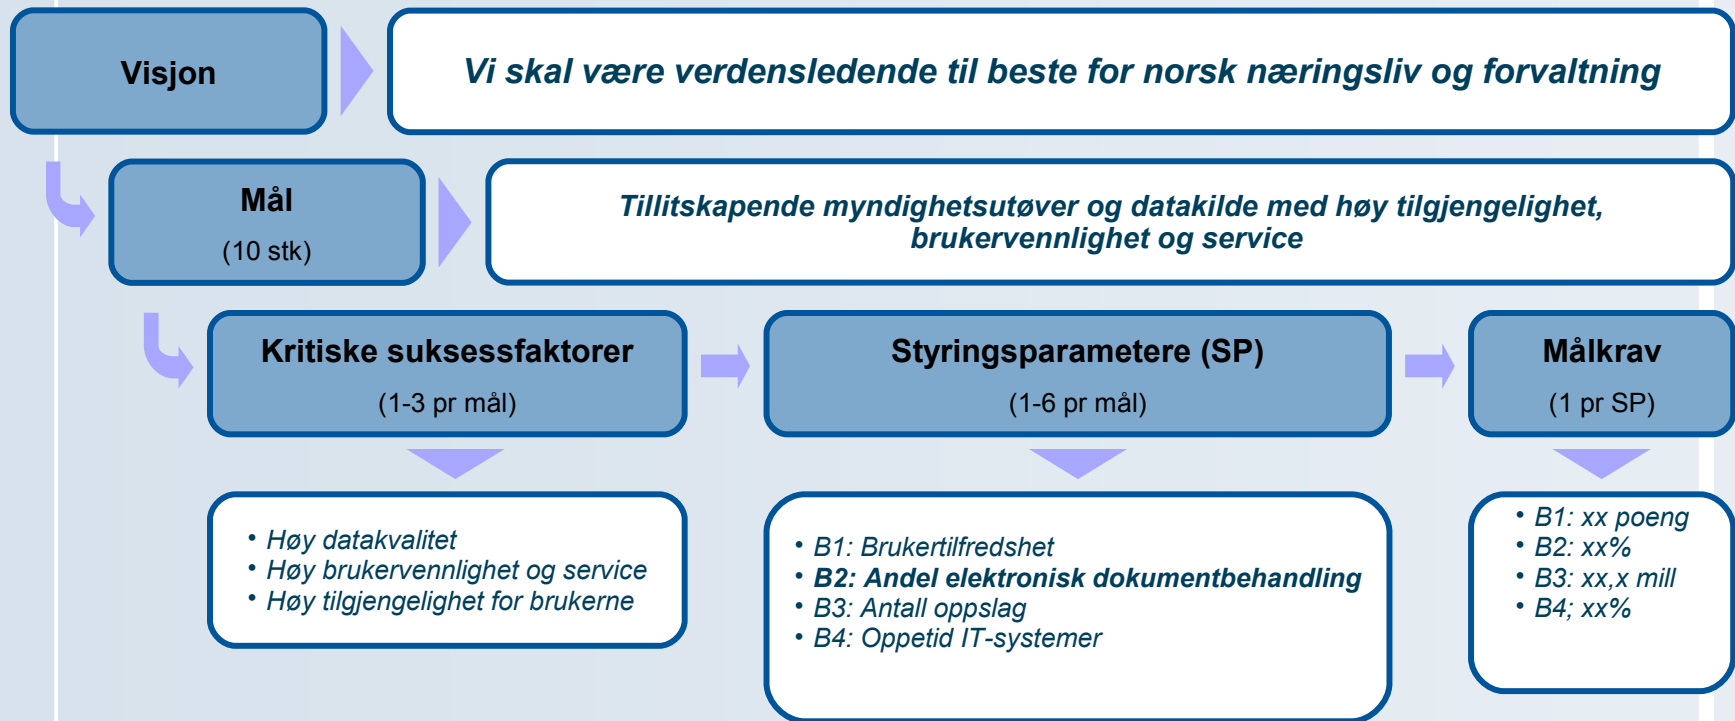 Visjon
Vi skal være verdensledende til beste for norsk næringsliv og forvaltning
Mål
(10 stk)
Tillitskapende myndighetsutøver og datakilde med høy tilgjengelighet,
brukervennlighet og service
Kritiske suksessfaktorer
(1-3 pr mål)
Styringsparametere (SP)
(1-6 pr mål)
Målkrav
(1 pr SP)
• Høy datakvalitet
• Høy brukervennlighet og service
• Høy tilgjengelighet for brukerne
• B1: Brukertilfredshet
• B2: Andel elektronisk dokumentbehandling
• B3: Antall oppslag
• B4: Oppetid IT-systemer
• B1: xx poeng
• B2: xx%
• B3: xx,x mill
• B4; xx%